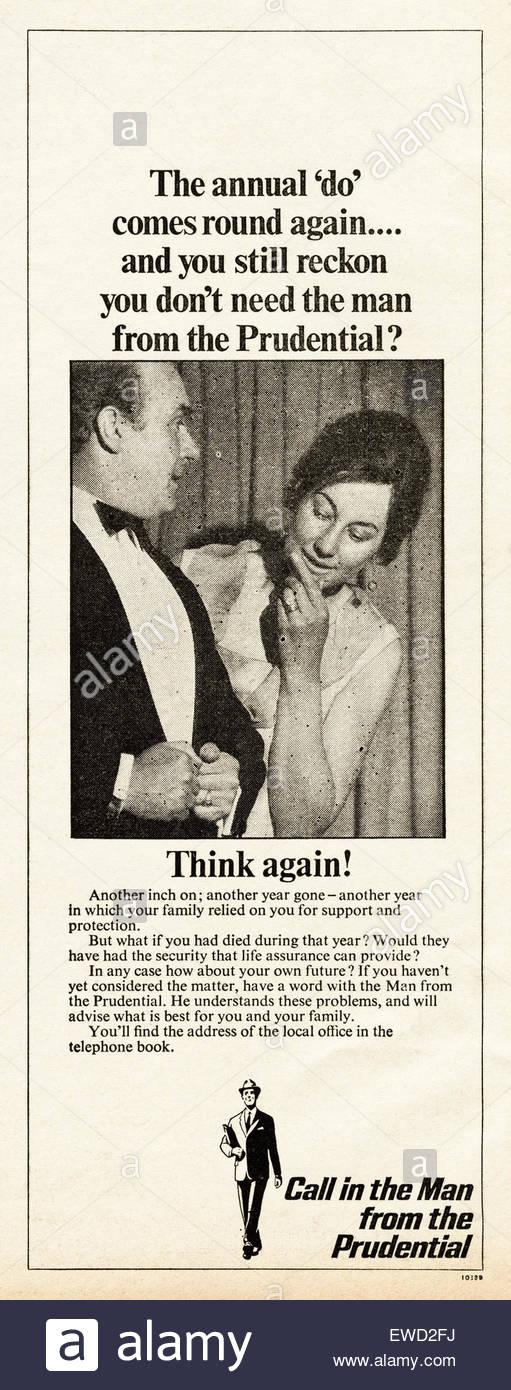 The annual ‘do’
comes round again....
and you still reckon
you don’t need the man
from the Prudential?
Think again!
Another inch on; another year gone – another year
in which your family relied on you for support and
protection.
But what if you had died during that year? Would they
have had the security that life assurance can provide?
In any case how about your own future? If you haven’t
yet considered the matter, have a word with the Man from
the Prudential. He understands these problems, and will
advise what is best for you and your family.
You’ll find the address of the local office in the
telephone book.
Call in the Man
from the
Prudential
a alamy
alamy
a
alamy
alamy
a
a
a
a alamy stock photo
EWD2FJ
www.alamy.com